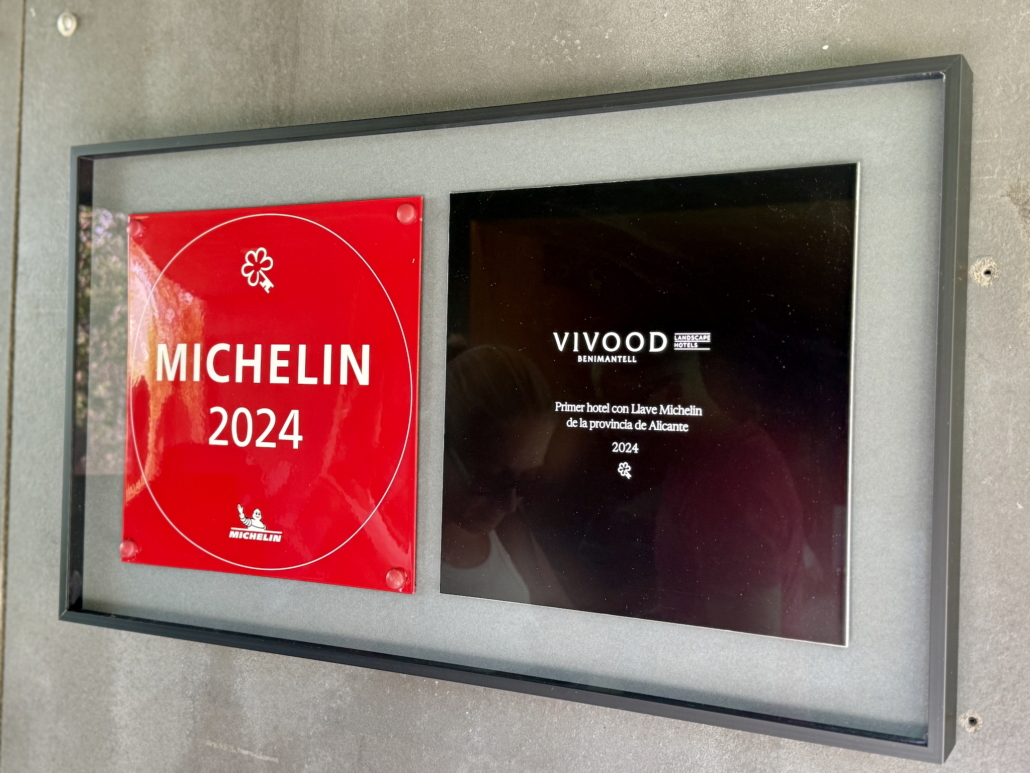 MICHELIN
2024
MICHELIN
VIVOOD LANDSCAPE
HOTELS
BENIMANTELL
Primer hotel con Llave Michelin
de la provincia de Alicante
2024